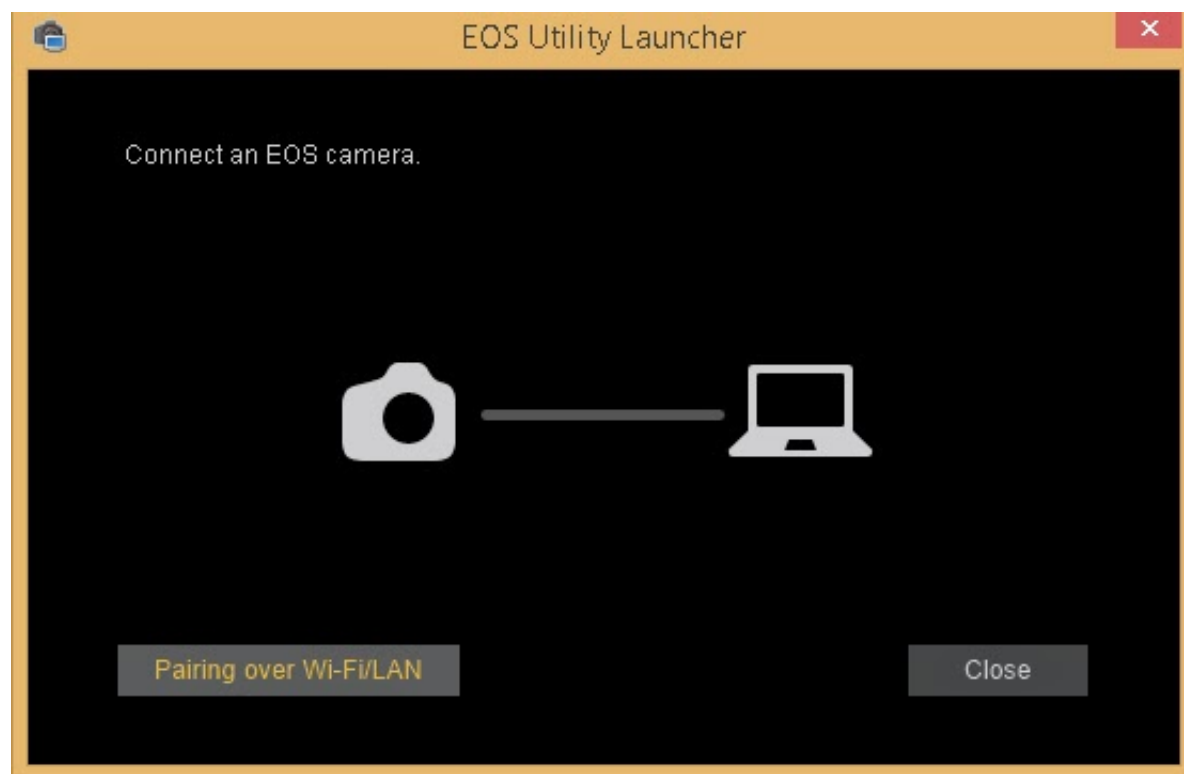 EOS Utility Launcher
Connect an EOS camera.
Pairing over Wi-Fi/LAN
Close